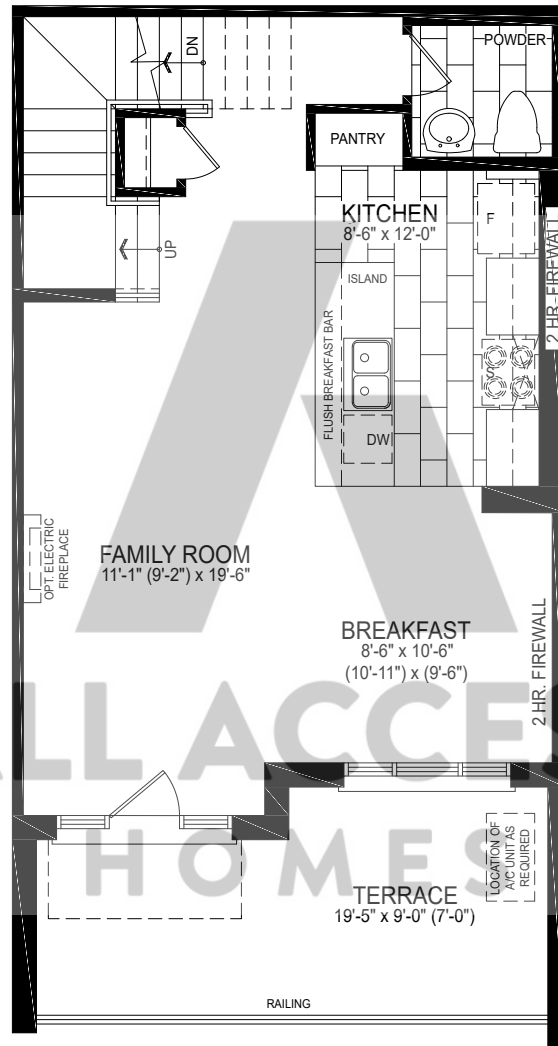 DN
POWDER
PANTRY
KITCHEN
8'-6" x 12'-0"
F
UP
2 HR. FIREWALL
ISLAND
FLUSH BREAKFAST BAR
S
DW
OPT. ELECTRIC
FIREPLACE
FAMILY ROOM
11'-1" (9'-2") x 19'-6"
BREAKFAST
8'-6" x 10'-6"
(10'-11") x (9'-6")
2 HR. FIREWALL
ALL ACCES
HOMES
LOCATION OF
A/C UNIT AS
REQUIRED
TERRACE
19'-5" x 9'-0" (7'-0")
RAILING